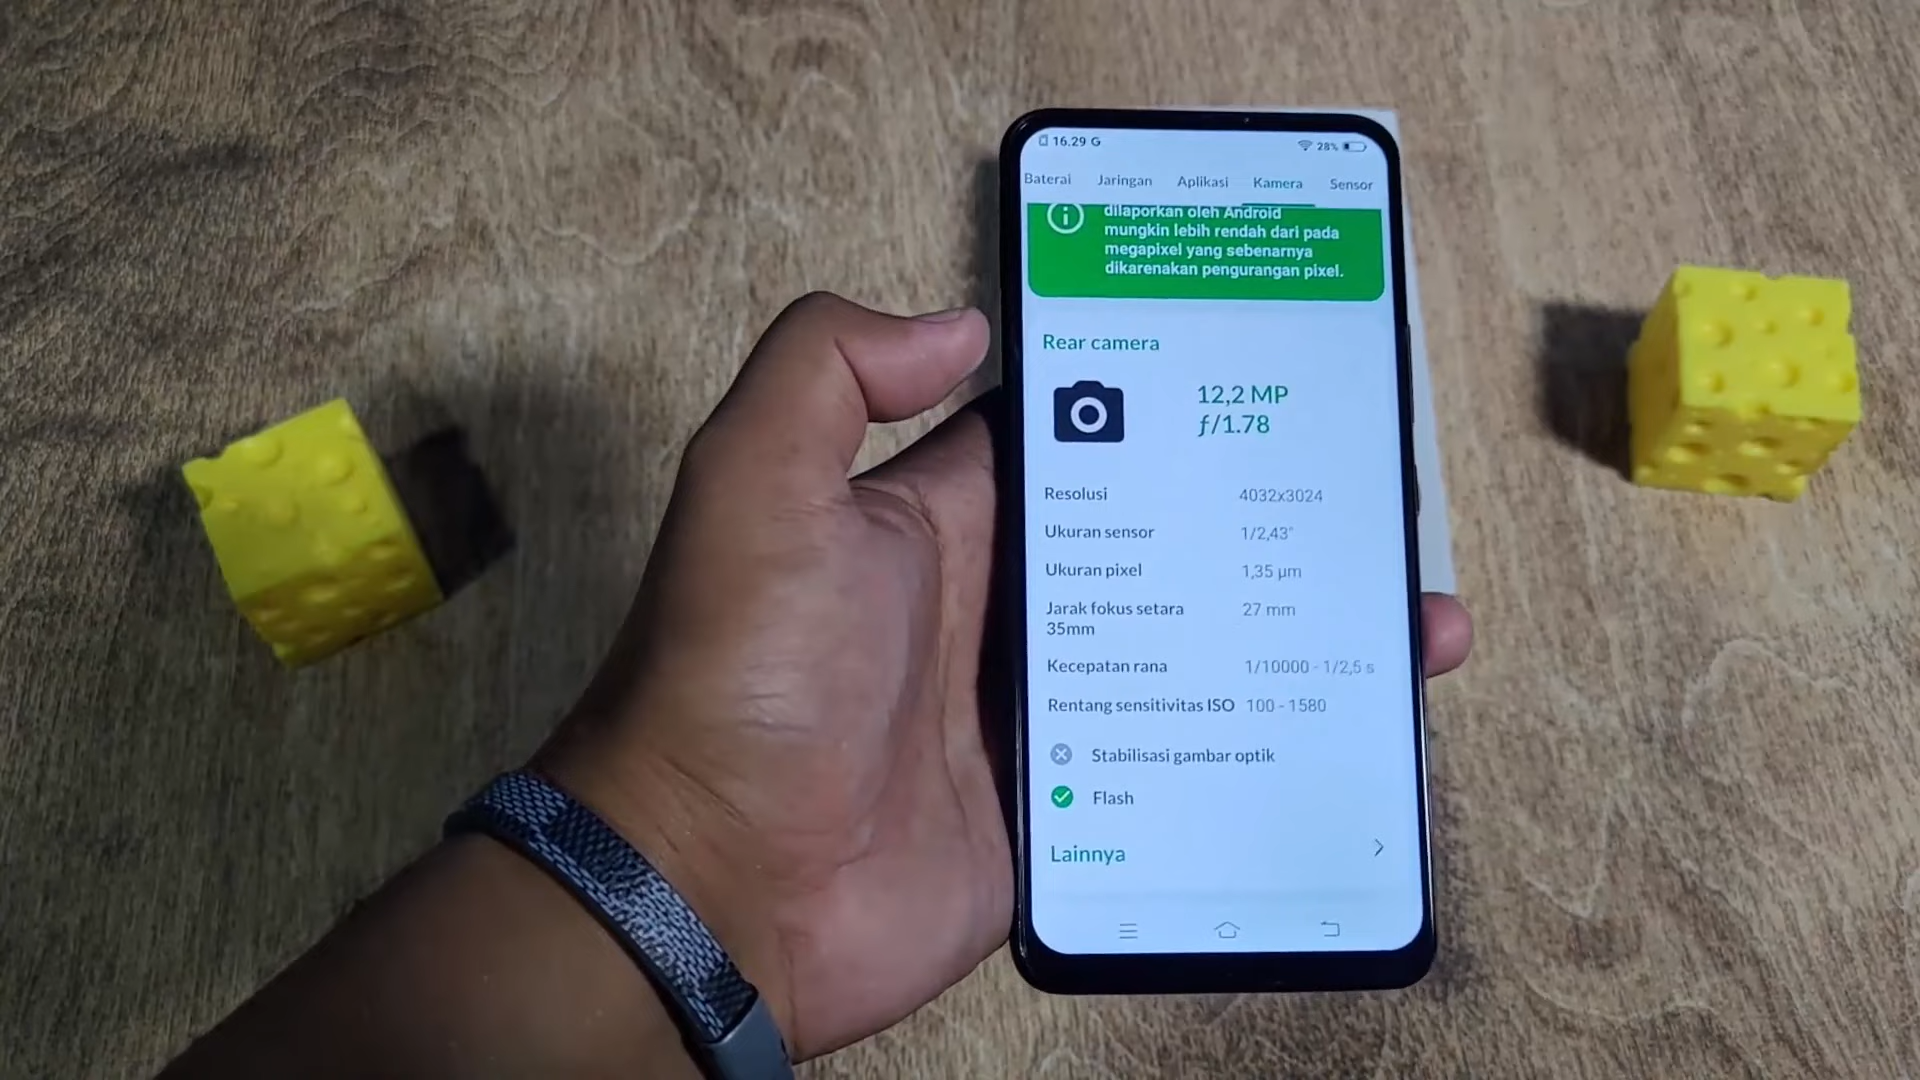 16.29 G
28%
Baterai Jaringan Aplikasi Kamera Sensor
dilaporkan oleh Android
mungkin lebih rendah dari pada
megapixel yang sebenarnya
dikarenakan pengurangan pixel.
Rear camera
12,2 MP
ƒ/1.78
Resolusi 4032x3024
Ukuran sensor 1/2,43"
Ukuran pixel 1,35 µm
Jarak fokus setara 27 mm
35mm
Kecepatan rana 1/10000 - 1/2,5 s
Rentang sensitivitas ISO 100 - 1580
Stabilisasi gambar optik
Flash
Lainnya